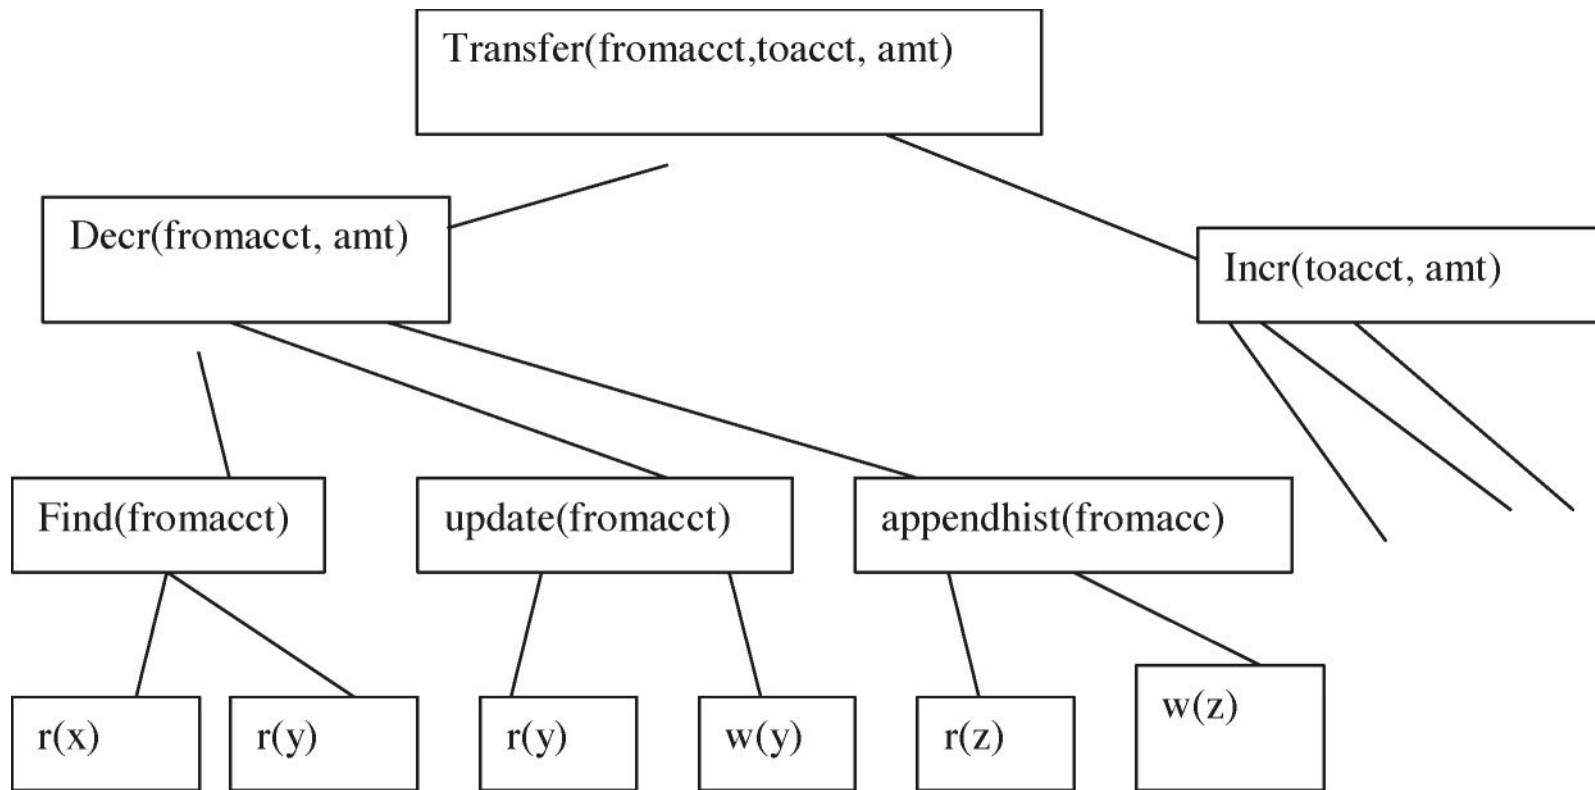 Transfer(fromacct,toacct, amt)
Decr(fromacct, amt)
Incr(toacct, amt)
Find(fromacct)
update(fromacct)
appendhist(fromacc)
r(x)
r(y)
r(y)
w(y)
r(z)
w(z)